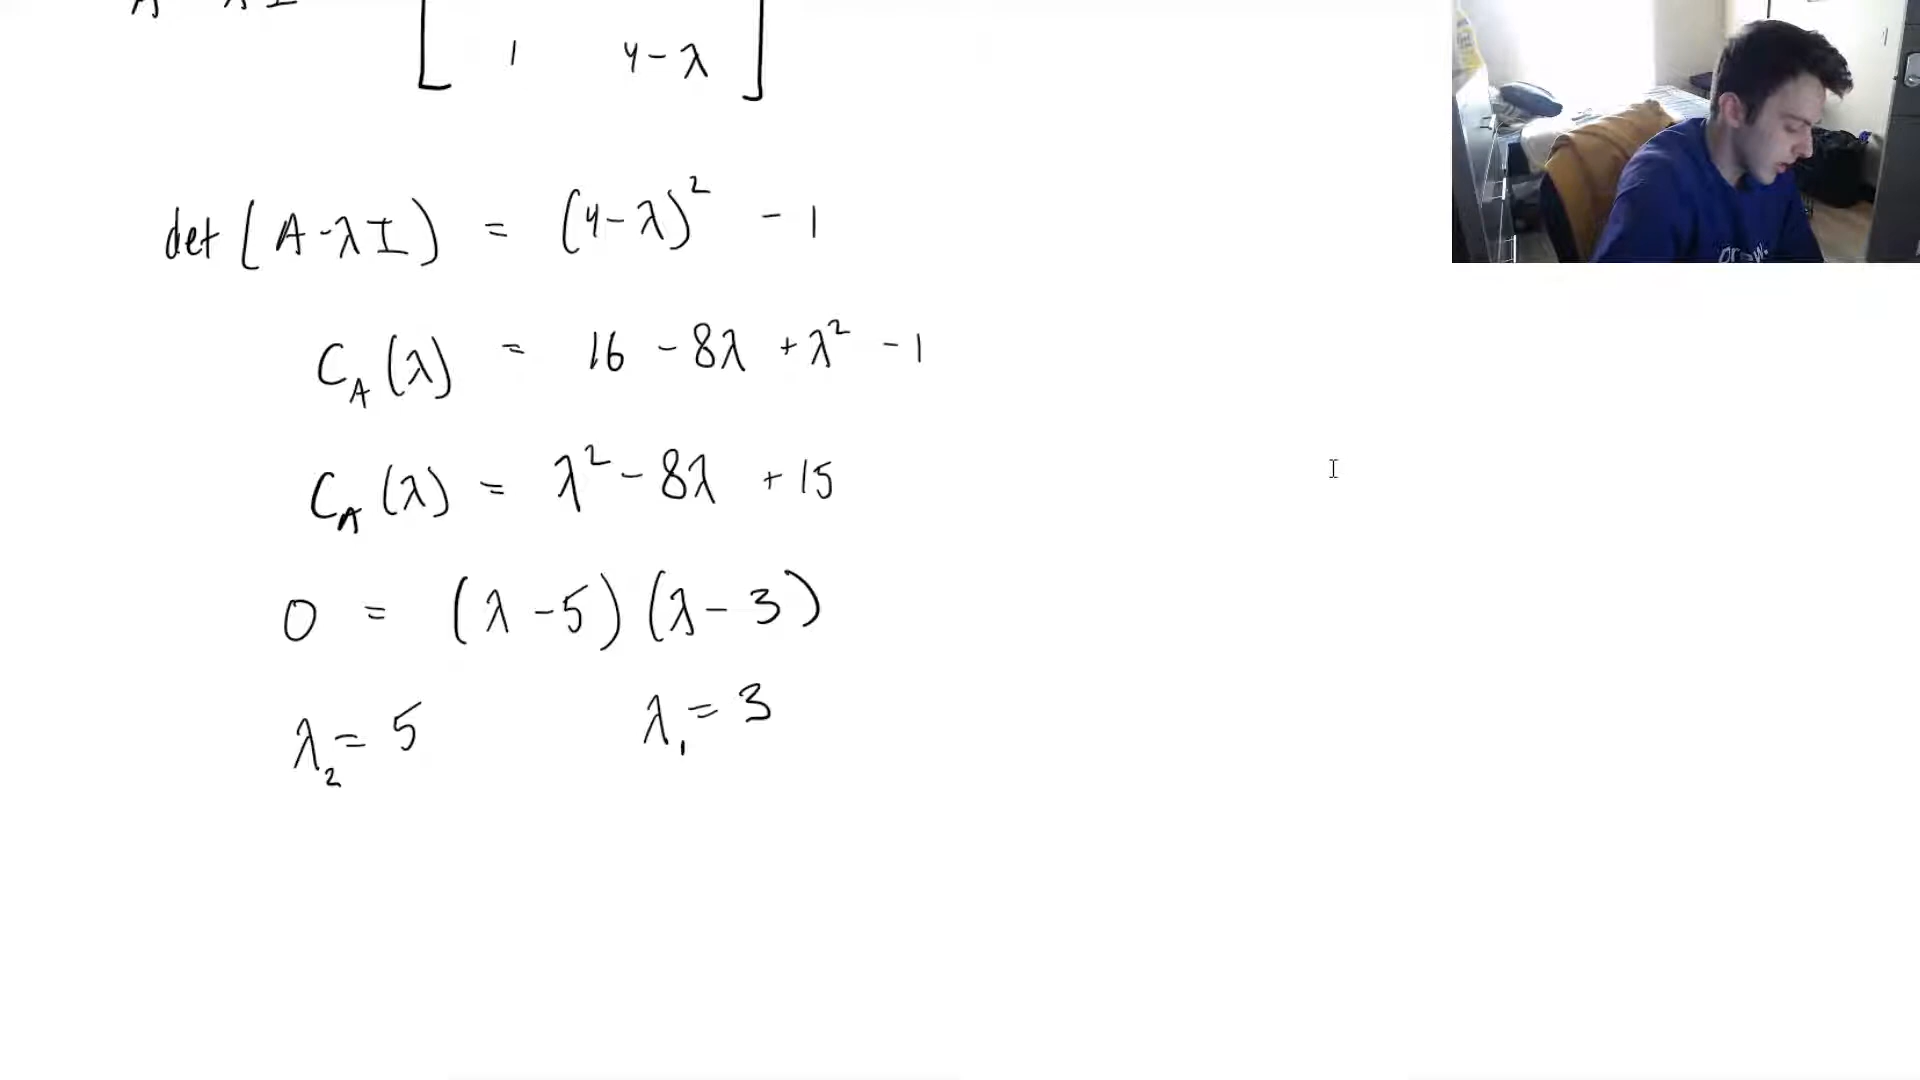 1 4-λ
det(A-λI) = (4-λ)² - 1
C_A(λ) = 16 - 8λ + λ² - 1
C_A(λ) = λ² - 8λ + 15
0 = (λ-5)(λ-3)
λ₂ = 5 λ₁ = 3